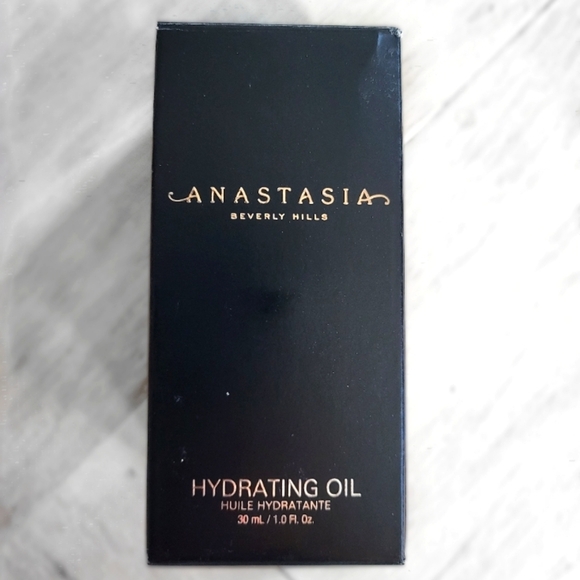 ANASTASIA
BEVERLY HILLS
HYDRATING OIL
HUILE HYDRATANTE
30 mL / 1.0 Fl. Oz.